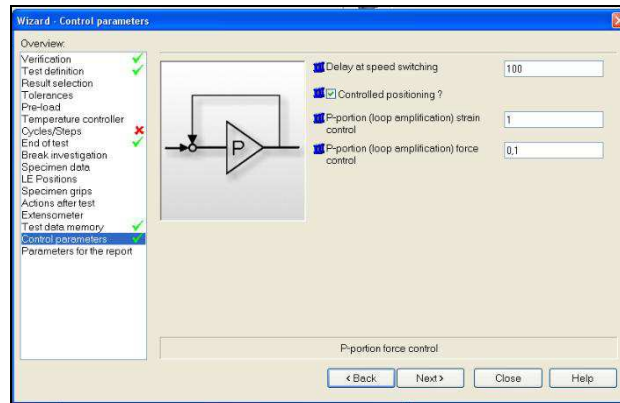 Wizard - Control parameters
Overview:
Verification
Test definition
Result selection
Tolerances
Pre-load
Temperature controller
Cycles/Steps
End of test
Break investigation
Specimen data
LE Positions
Specimen grips
Actions after test
Extensometer
Test data memory
Control parameters
Parameters for the report
P
Delay at speed switching
100
Controlled positioning ?
P-portion (loop amplification) strain
control
1
P-portion (loop amplification) force
control
0,1
P-portion force control
< Back
Next >
Close
Help